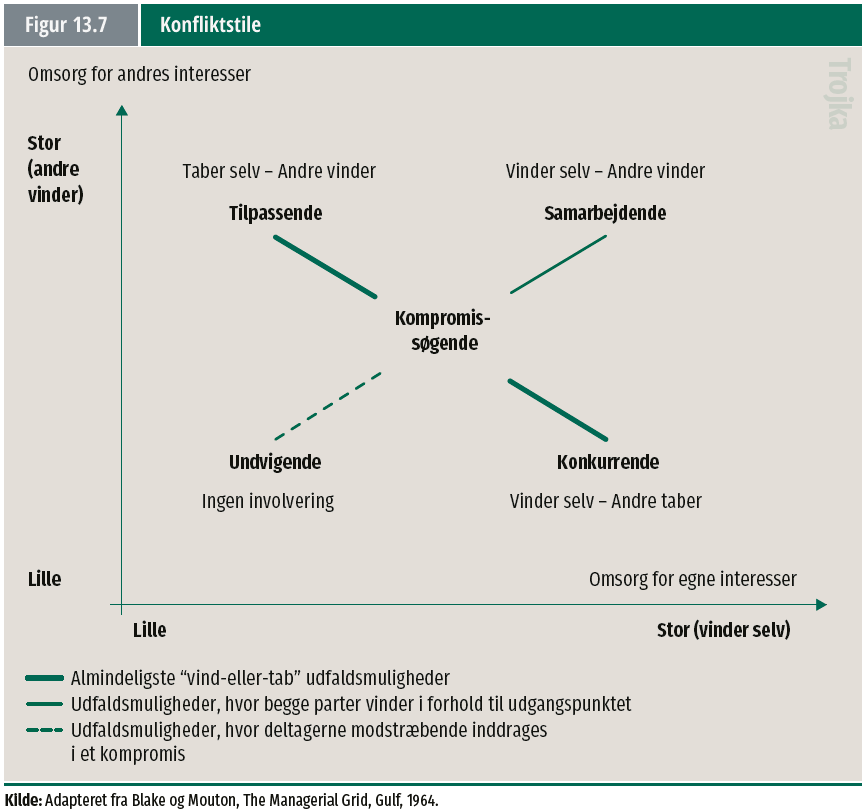 Figur 13.7
Konfliktstile
Omsorg for andres interesser
Trojka
Stor
(andre
vinder)
Taber selv – Andre vinder
Vinder selv – Andre vinder
Tilpassende
Samarbejdende
Kompromis-
søgende
Undvigende
Konkurrende
Ingen involvering
Vinder selv – Andre taber
Lille
Omsorg for egne interesser
Lille
Stor (vinder selv)
Almindeligste “vind-eller-tab” udfaldsmuligheder
Udfaldsmuligheder, hvor begge parter vinder i forhold til udgangspunktet
Udfaldsmuligheder, hvor deltagerne modstræbende inddrages
i et kompromis
Kilde: Adapteret fra Blake og Mouton, The Managerial Grid, Gulf, 1964.